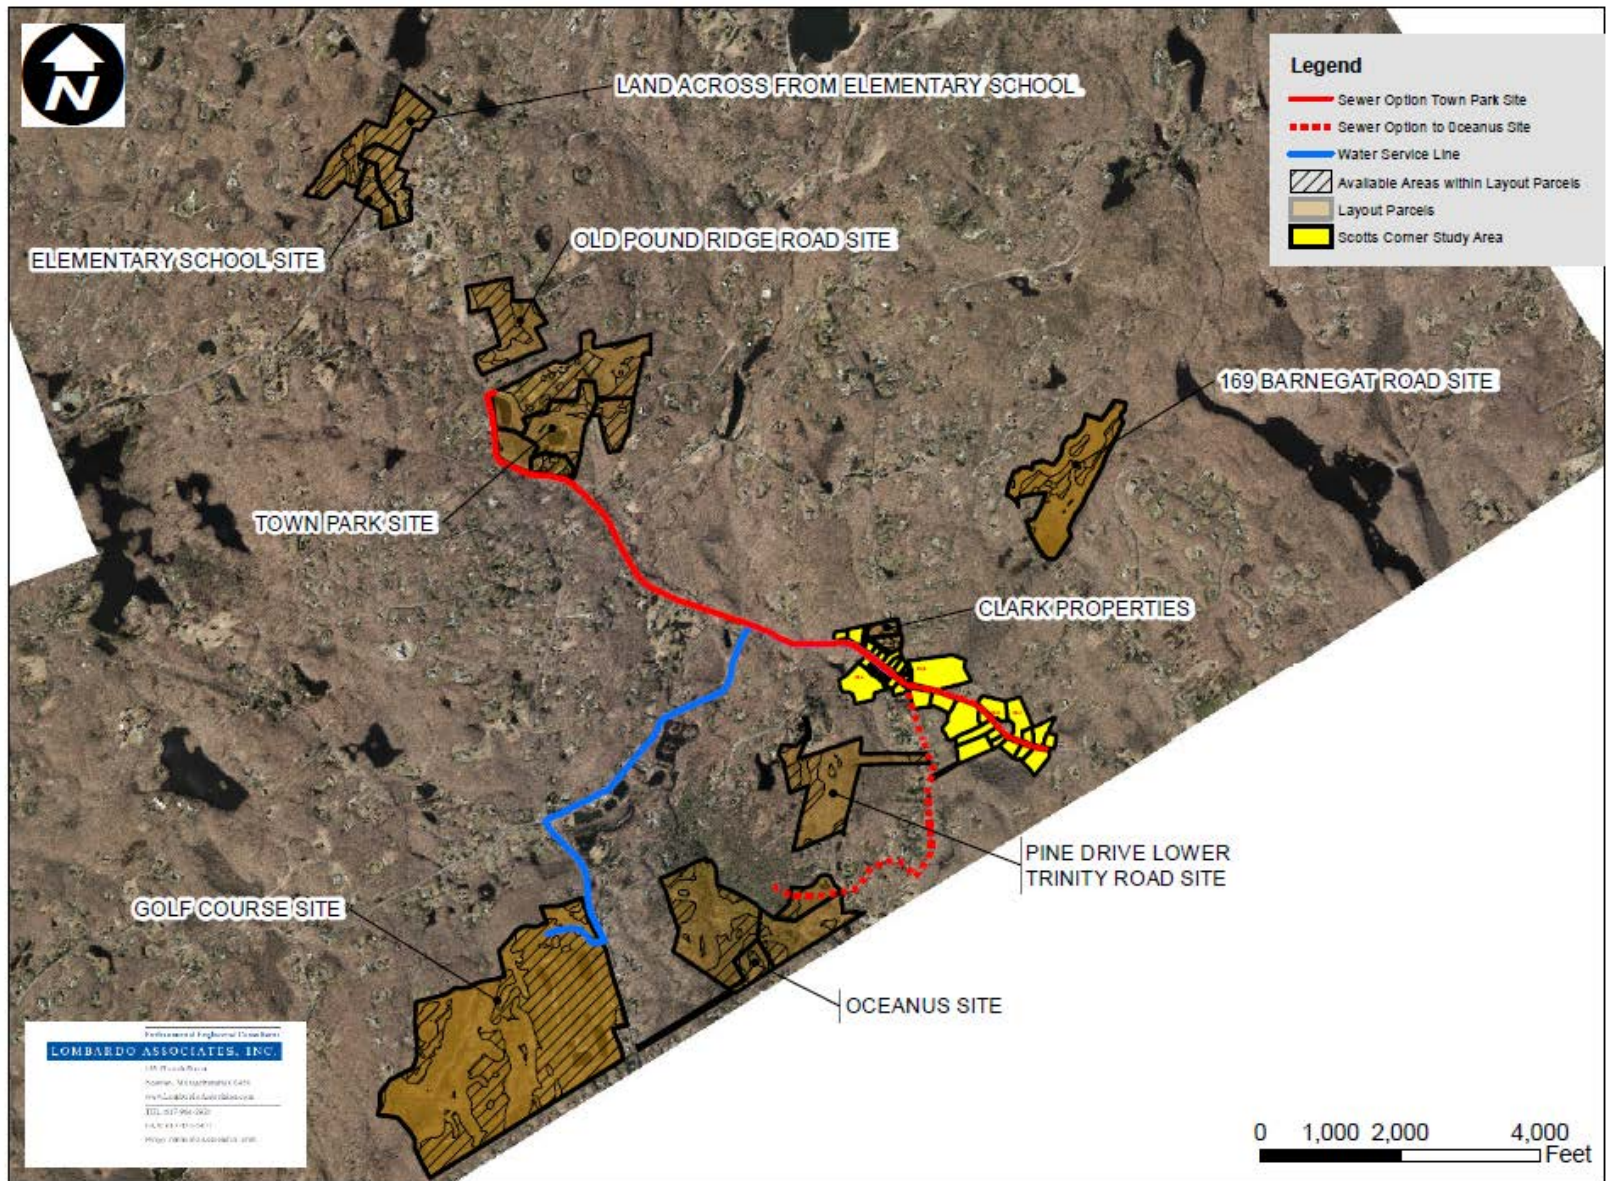 N
LAND ACROSS FROM ELEMENTARY SCHOOL
Legend
Sewer Option Town Park Site
Sewer Option to Oceanus Site
Water Service Line
Available Areas within Layout Parcels
Layout Parcels
Scotts Corner Study Area
ELEMENTARY SCHOOL SITE
OLD POUND RIDGE ROAD SITE
169 BARNEGAT ROAD SITE
TOWN PARK SITE
CLARK PROPERTIES
PINE DRIVE LOWER
TRINITY ROAD SITE
GOLF COURSE SITE
OCEANUS SITE
LOMBARDO ASSOCIATES, INC.
0 1,000 2,000 4,000
Feet